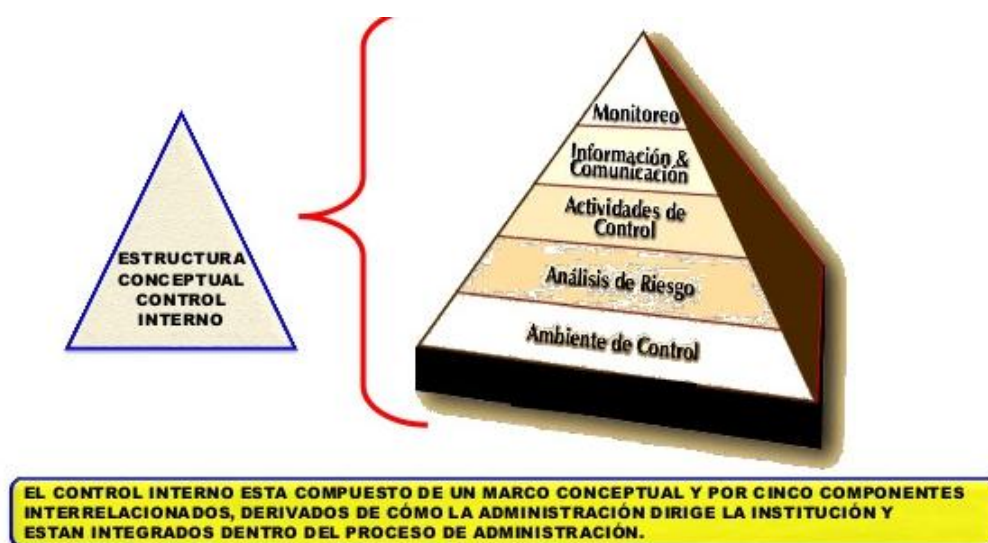 ESTRUCTURA
CONCEPTUAL
CONTROL
INTERNO
Monitoreo
Información &
Comunicación
Actividades de
Control
Análisis de Riesgo
Ambiente de Control
EL CONTROL INTERNO ESTA COMPUESTO DE UN MARCO CONCEPTUAL Y POR CINCO COMPONENTES
INTERRELACIONADOS, DERIVADOS DE CÓMO LA ADMINISTRACIÓN DIRIGE LA INSTITUCIÓN Y
ESTAN INTEGRADOS DENTRO DEL PROCESO DE ADMINISTRACIÓN.